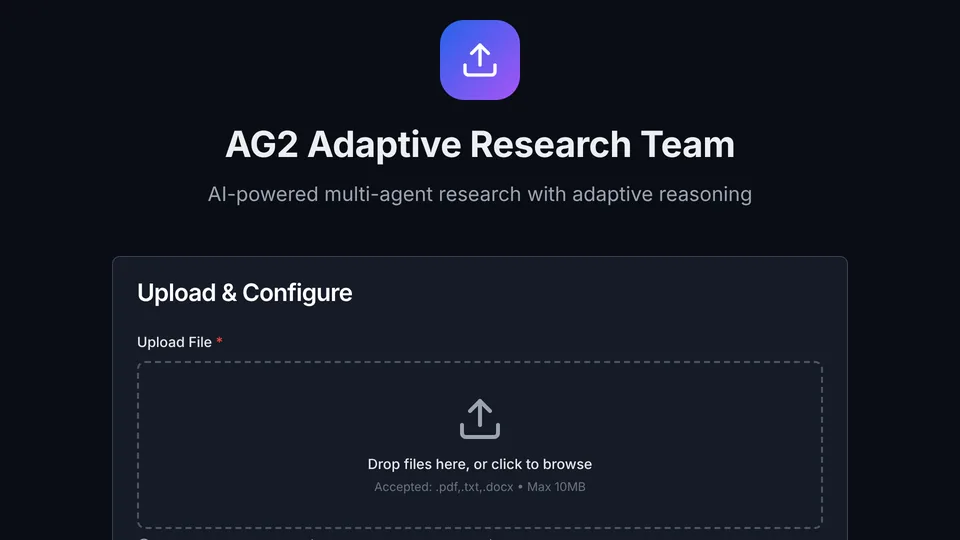 AG2 Adaptive Research Team
AI-powered multi-agent research with adaptive reasoning
Upload & Configure
Upload File *
Drop files here, or click to browse
Accepted: .pdf,.txt,.docx • Max 10MB